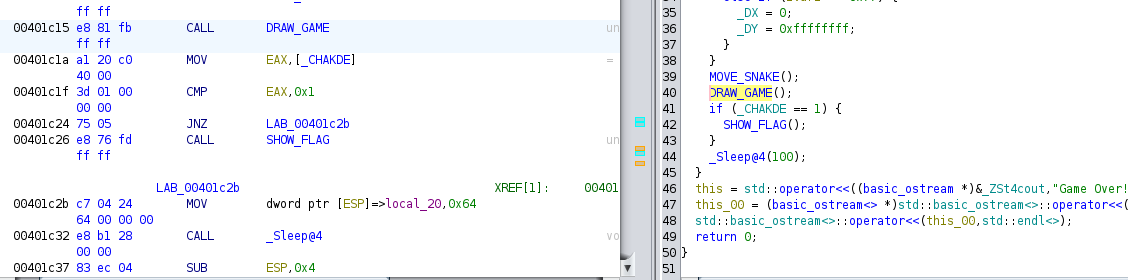 ff ff
00401c15 e8 81 fb CALL DRAW_GAME un
ff ff
00401c1a a1 20 c0 MOV EAX,[_CHAKDE] =
40 00
00401c1f 3d 01 00 CMP EAX,0x1
00 00
00401c24 75 05 JNZ LAB_00401c2b
00401c26 e8 76 fd CALL SHOW_FLAG un
ff ff
LAB_00401c2b XREF[1]: 00401
00401c2b c7 04 24 MOV dword ptr [ESP]=>local_20,0x64
64 00 00 00
00401c32 e8 b1 28 CALL _Sleep@4 vo
00 00
00401c37 83 ec 04 SUB ESP,0x4
35 _DX = 0;
36 _DY = 0xffffffff;
37 }
38 }
39 MOVE_SNAKE();
40 DRAW_GAME();
41 if (_CHAKDE == 1) {
42 SHOW_FLAG();
43 }
44 _Sleep@4(100);
45 }
46 this = std::operator<<((basic_ostream *)&_ZSt4cout,"Game Over!
47 this_00 = (basic_ostream<> *)std::basic_ostream<>::operator<<(
48 std::basic_ostream<>::operator<<(this_00,std::endl<>);
49 return 0;
50 }
51